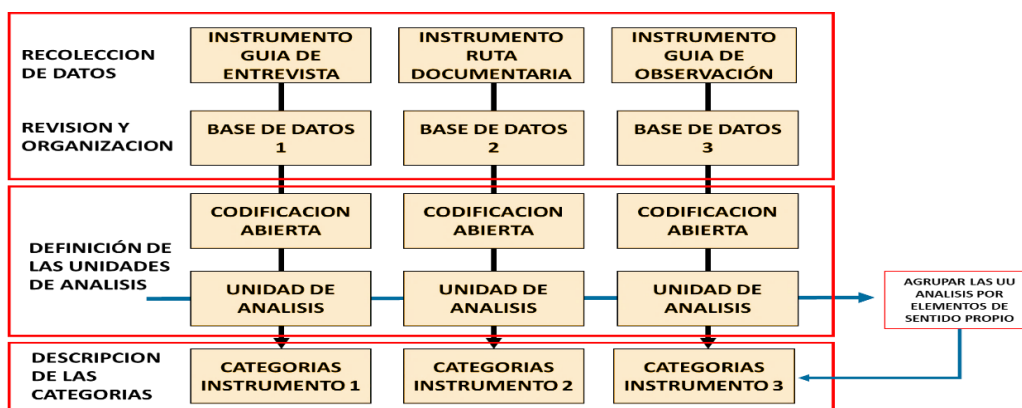 RECOLECCION
DE DATOS
INSTRUMENTO
GUIA DE
ENTREVISTA
INSTRUMENTO
RUTA
DOCUMENTARIA
INSTRUMENTO
GUIA DE
OBSERVACIÓN
REVISION Y
ORGANIZACION
BASE DE DATOS
1
BASE DE DATOS
2
BASE DE DATOS
3
DEFINICIÓN DE
LAS UNIDADES
DE ANALISIS
CODIFICACION
ABIERTA
CODIFICACION
ABIERTA
CODIFICACION
ABIERTA
UNIDAD DE
ANALISIS
UNIDAD DE
ANALISIS
UNIDAD DE
ANALISIS
AGRUPAR LAS UU
ANALISIS POR
ELEMENTOS DE
SENTIDO PROPIO
DESCRIPCION
DE LAS
CATEGORIAS
CATEGORIAS
INSTRUMENTO 1
CATEGORIAS
INSTRUMENTO 2
CATEGORIAS
INSTRUMENTO 3